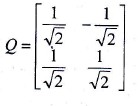 Q = [ 1/√2  -1/√2
1/√2  1/√2 ]